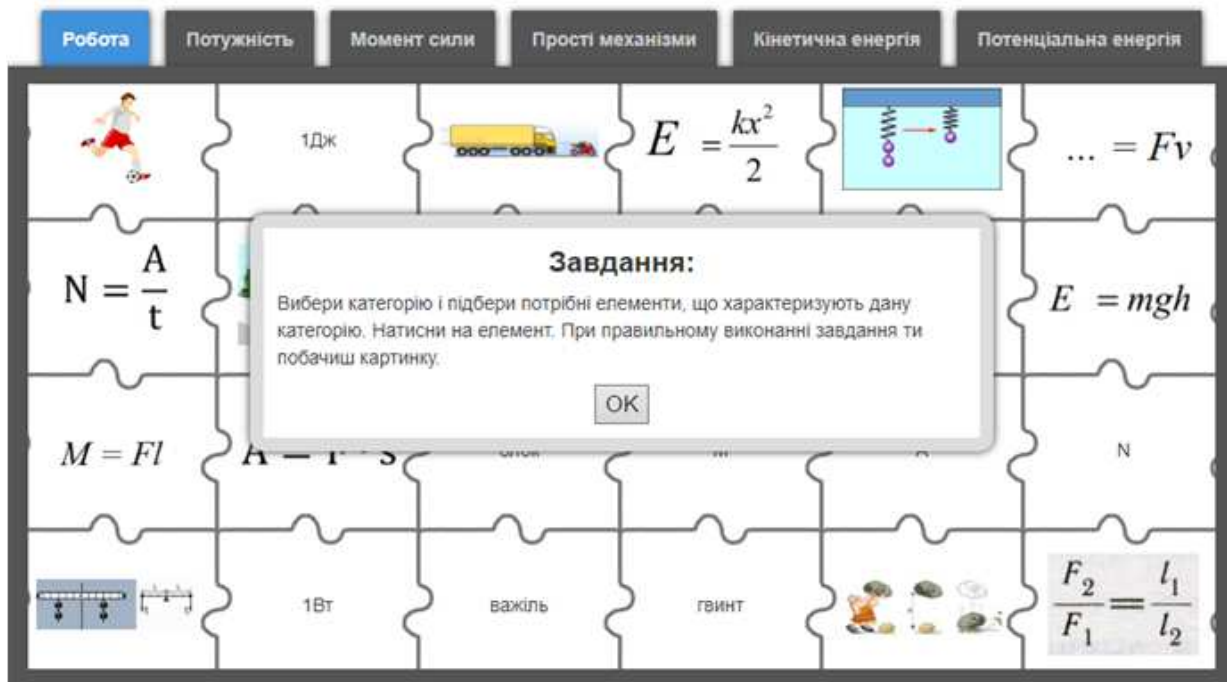 Робота Потужність Момент сили Прості механізми Кінетична енергія Потенціальна енергія
1Дж E = kx²/2 ... = Fv
N = A/t E = mgh
Завдання:
Вибери категорію і підбери потрібні елементи, що характеризують дану
категорію. Натисни на елемент. При правильному виконанні завдання ти
побачиш картинку.
OK
M = Fl N
1Вт важіль гвинт F₂/F₁ = l₁/l₂